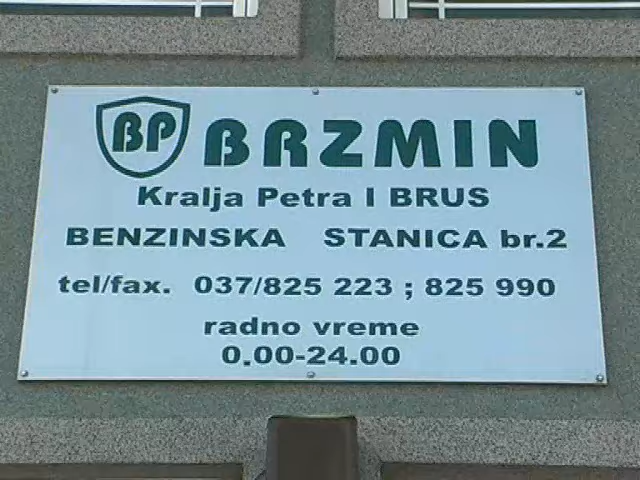 BP BRZMIN
Kralja Petra I BRUS
BENZINSKA STANICA br.2
tel/fax. 037/825 223 ; 825 990
radno vreme
0.00-24.00